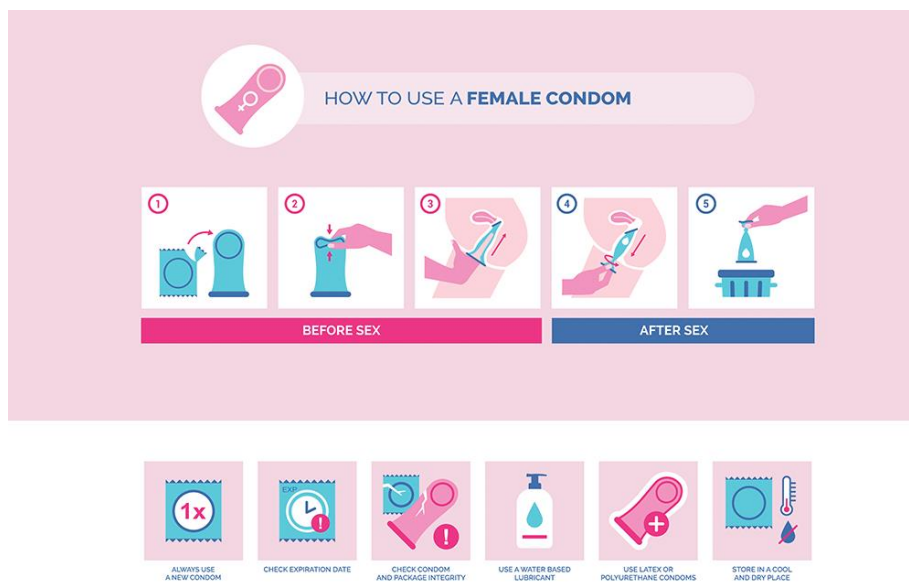 HOW TO USE A FEMALE CONDOM
1
2
3
4
5
BEFORE SEX
AFTER SEX
1x
EXP.
ALWAYS USE
A NEW CONDOM
CHECK EXPIRATION DATE
CHECK CONDOM
AND PACKAGE INTEGRITY
USE A WATER BASED
LUBRICANT
USE LATEX OR
POLYURETHANE CONDOMS
STORE IN A COOL
AND DRY PLACE